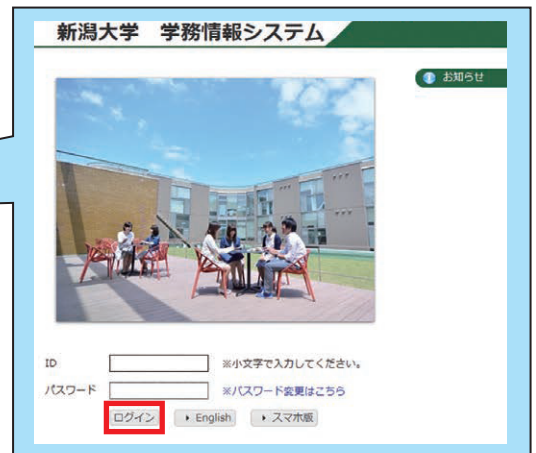 新潟大学 学務情報システム
お知らせ
ID ※小文字で入力してください。
パスワード ※パスワード変更はこちら
ログイン English スマホ版